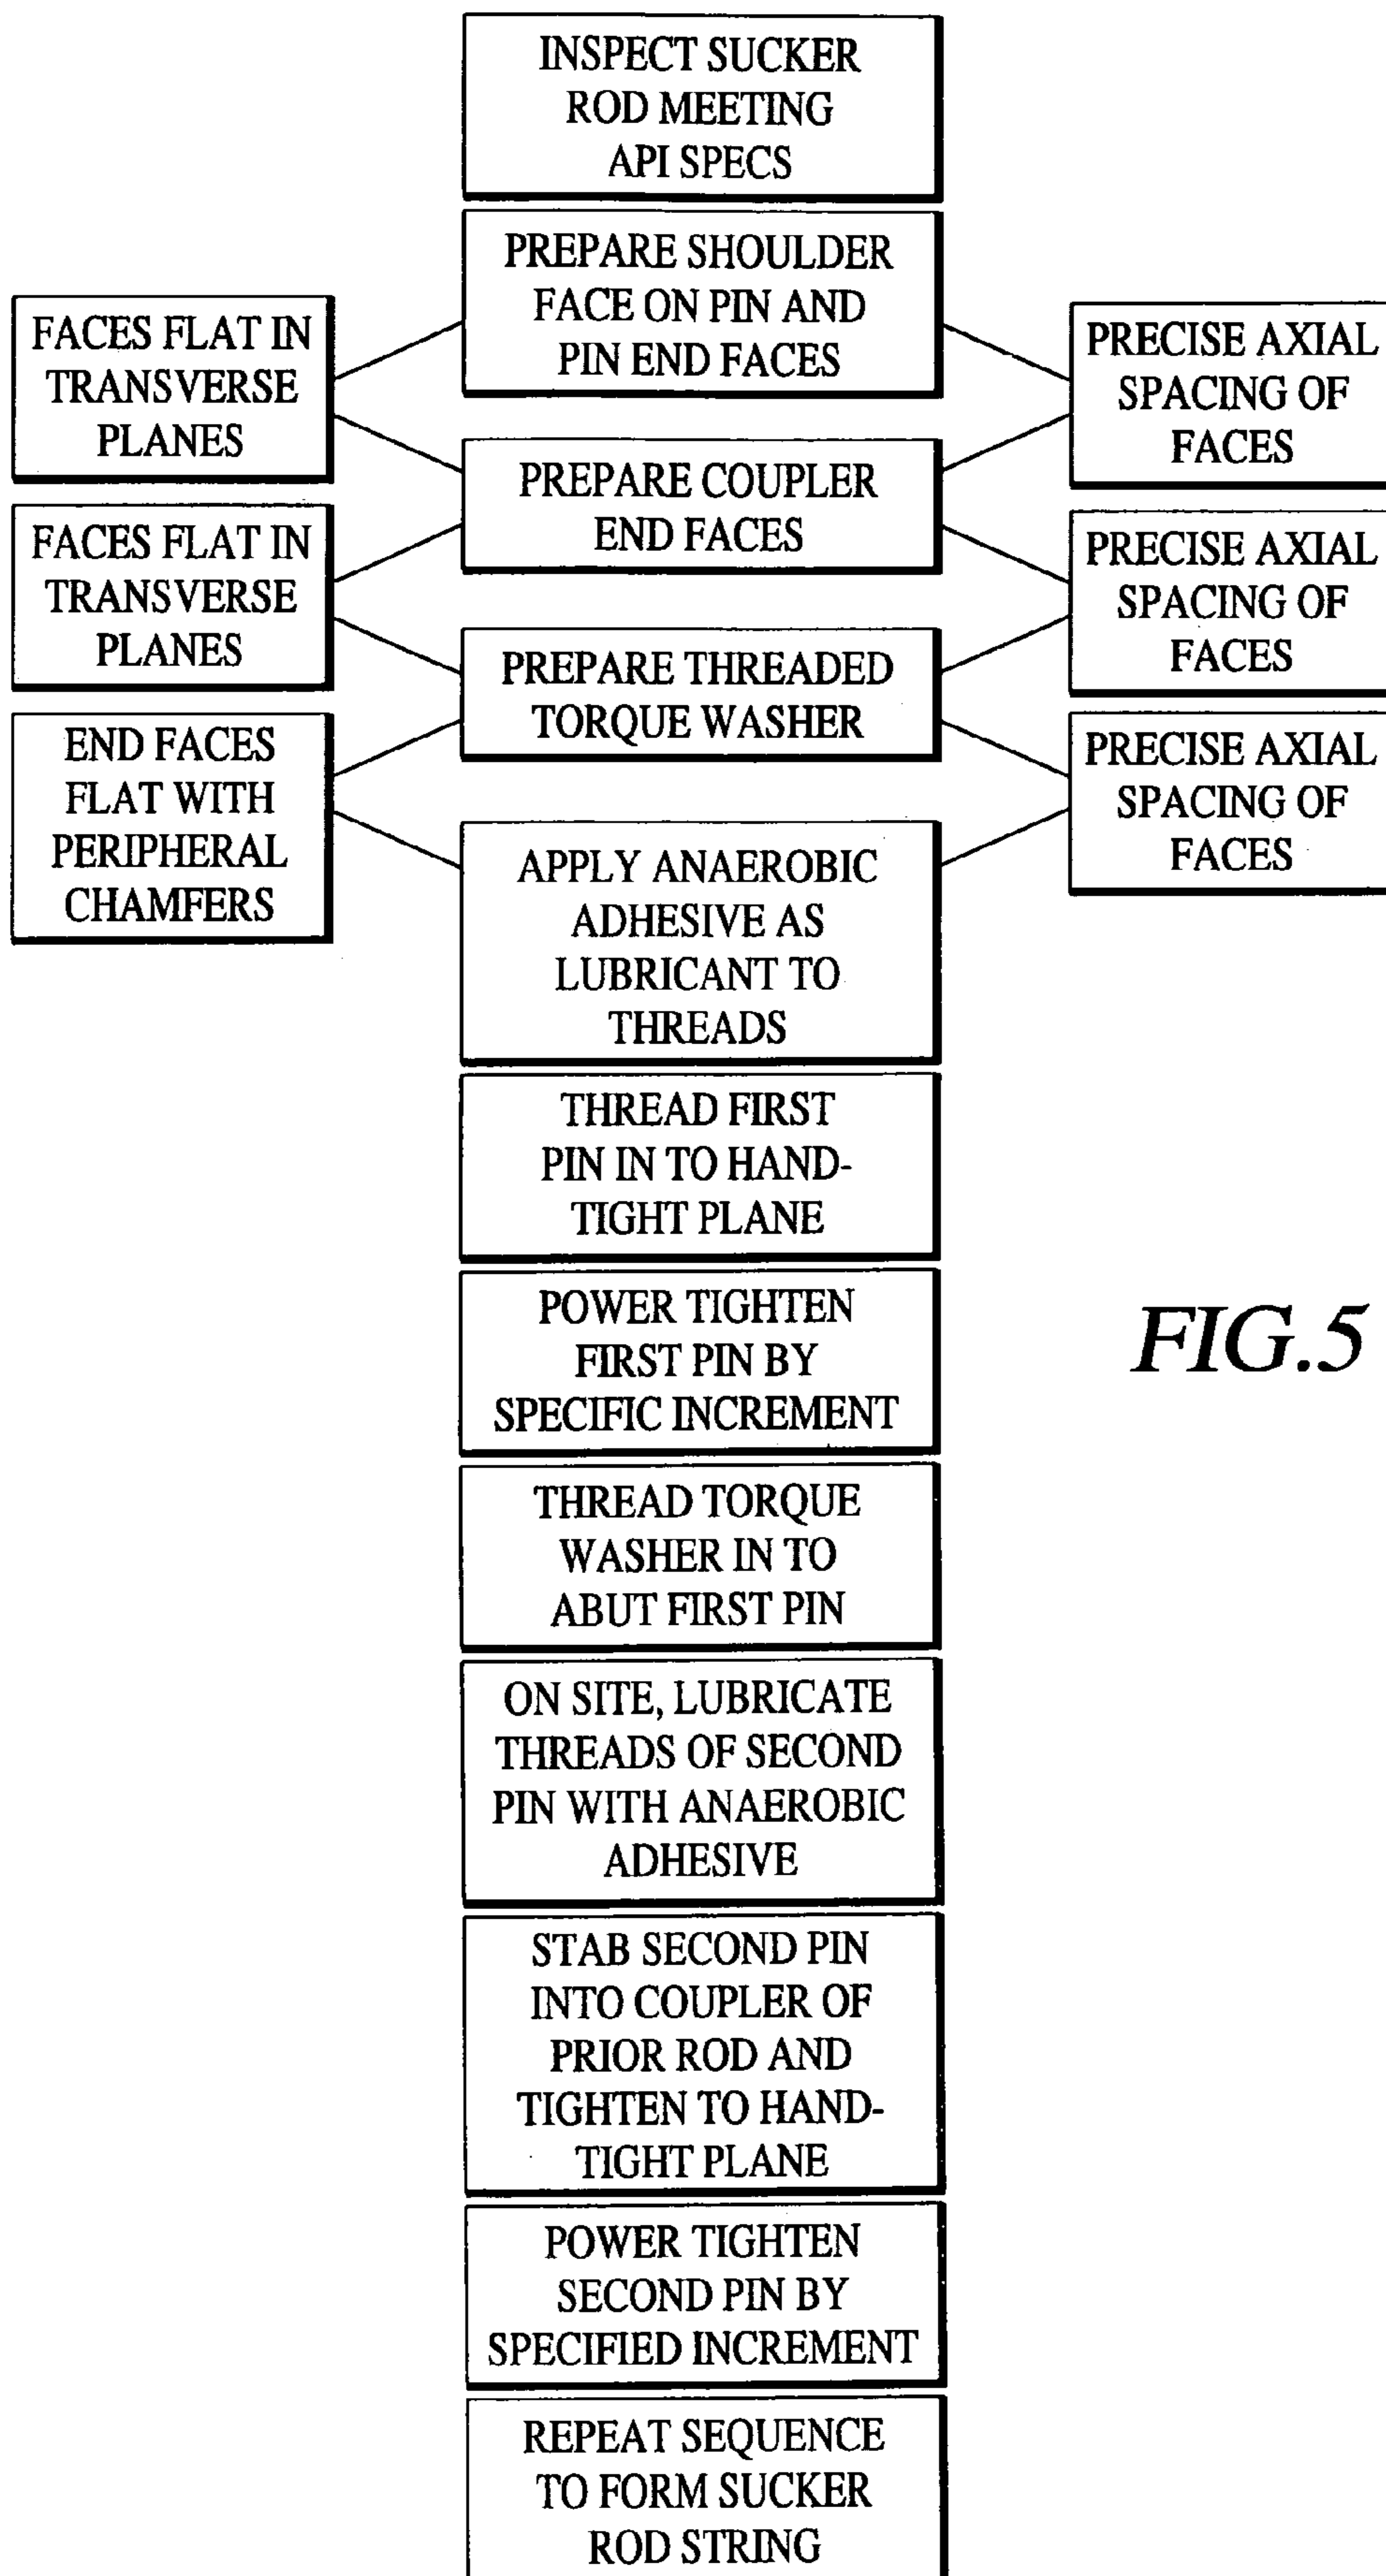 INSPECT SUCKER
ROD MEETING
API SPECS
PREPARE SHOULDER
FACE ON PIN AND
PIN END FACES
FACES FLAT IN
TRANSVERSE
PLANES
PRECISE AXIAL
SPACING OF
FACES
PREPARE COUPLER
END FACES
FACES FLAT IN
TRANSVERSE
PLANES
PRECISE AXIAL
SPACING OF
FACES
PREPARE THREADED
TORQUE WASHER
END FACES
FLAT WITH
PERIPHERAL
CHAMFERS
PRECISE AXIAL
SPACING OF
FACES
APPLY ANAEROBIC
ADHESIVE AS
LUBRICANT TO
THREADS
THREAD FIRST
PIN IN TO HAND-
TIGHT PLANE
POWER TIGHTEN
FIRST PIN BY
SPECIFIC INCREMENT
FIG.5
THREAD TORQUE
WASHER IN TO
ABUT FIRST PIN
ON SITE, LUBRICATE
THREADS OF SECOND
PIN WITH ANAEROBIC
ADHESIVE
STAB SECOND PIN
INTO COUPLER OF
PRIOR ROD AND
TIGHTEN TO HAND-
TIGHT PLANE
POWER TIGHTEN
SECOND PIN BY
SPECIFIED INCREMENT
REPEAT SEQUENCE
TO FORM SUCKER
ROD STRING